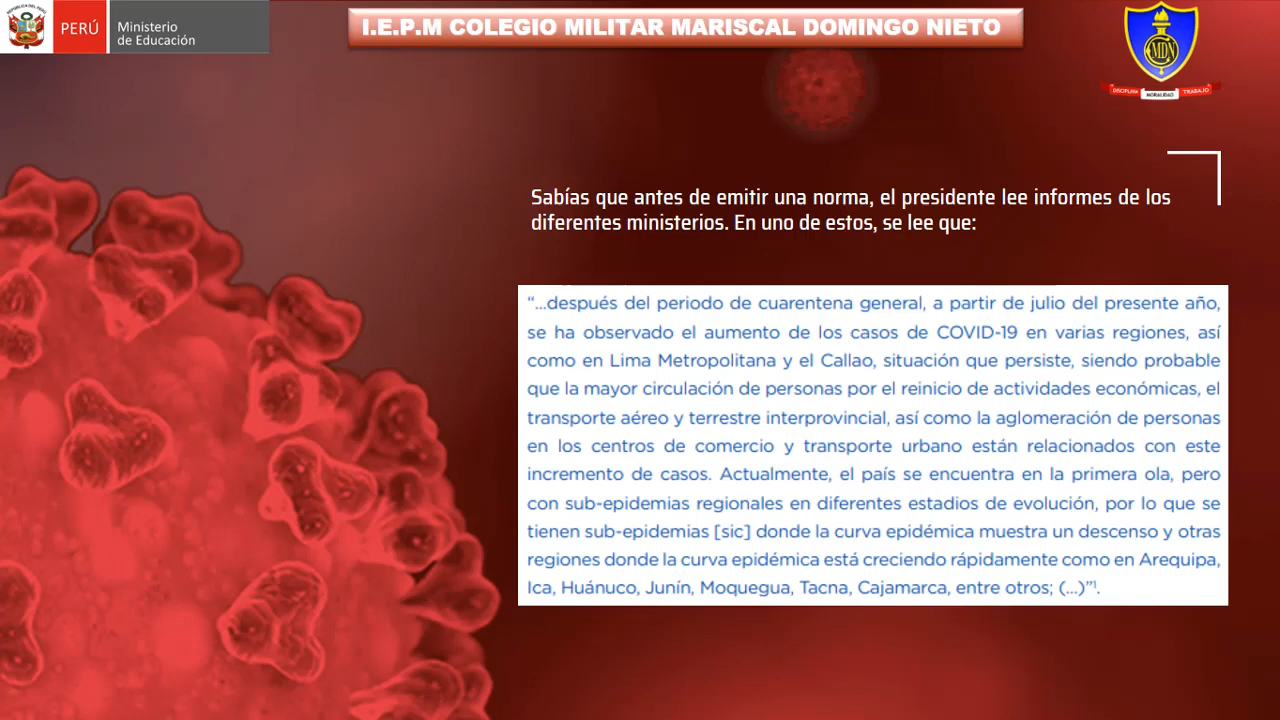 PERÚ
Ministerio
de Educación
I.E.P.M COLEGIO MILITAR MARISCAL DOMINGO NIETO
MDN
DISCIPLINA
MORALIDAD
TRABAJO
Sabías que antes de emitir una norma, el presidente lee informes de los
diferentes ministerios. En uno de estos, se lee que:
“...después del periodo de cuarentena general, a partir de julio del presente año,
se ha observado el aumento de los casos de COVID-19 en varias regiones, así
como en Lima Metropolitana y el Callao, situación que persiste, siendo probable
que la mayor circulación de personas por el reinicio de actividades económicas, el
transporte aéreo y terrestre interprovincial, así como la aglomeración de personas
en los centros de comercio y transporte urbano están relacionados con este
incremento de casos. Actualmente, el país se encuentra en la primera ola, pero
con sub-epidemias regionales en diferentes estadios de evolución, por lo que se
tienen sub-epidemias [sic] donde la curva epidémica muestra un descenso y otras
regiones donde la curva epidémica está creciendo rápidamente como en Arequipa,
Ica, Huánuco, Junín, Moquegua, Tacna, Cajamarca, entre otros; (...)”¹.